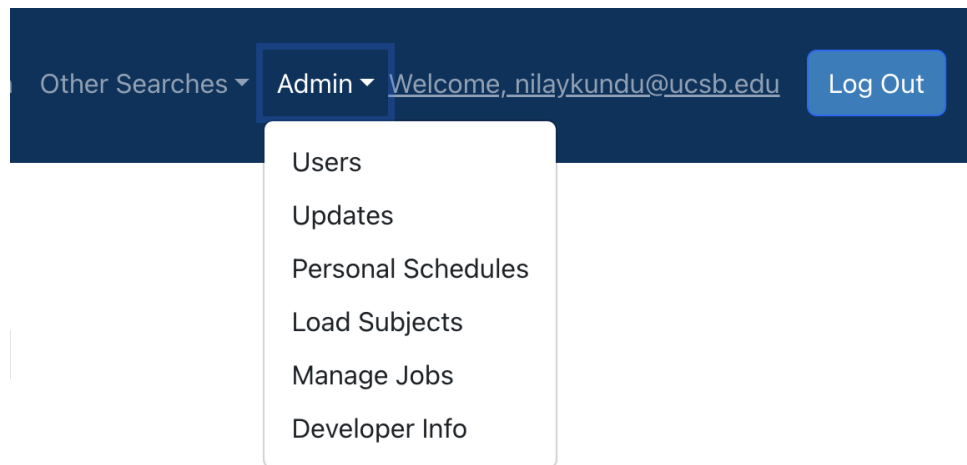 Other Searches Admin Welcome, nilaykundu@ucsb.edu Log Out
Users
Updates
Personal Schedules
Load Subjects
Manage Jobs
Developer Info